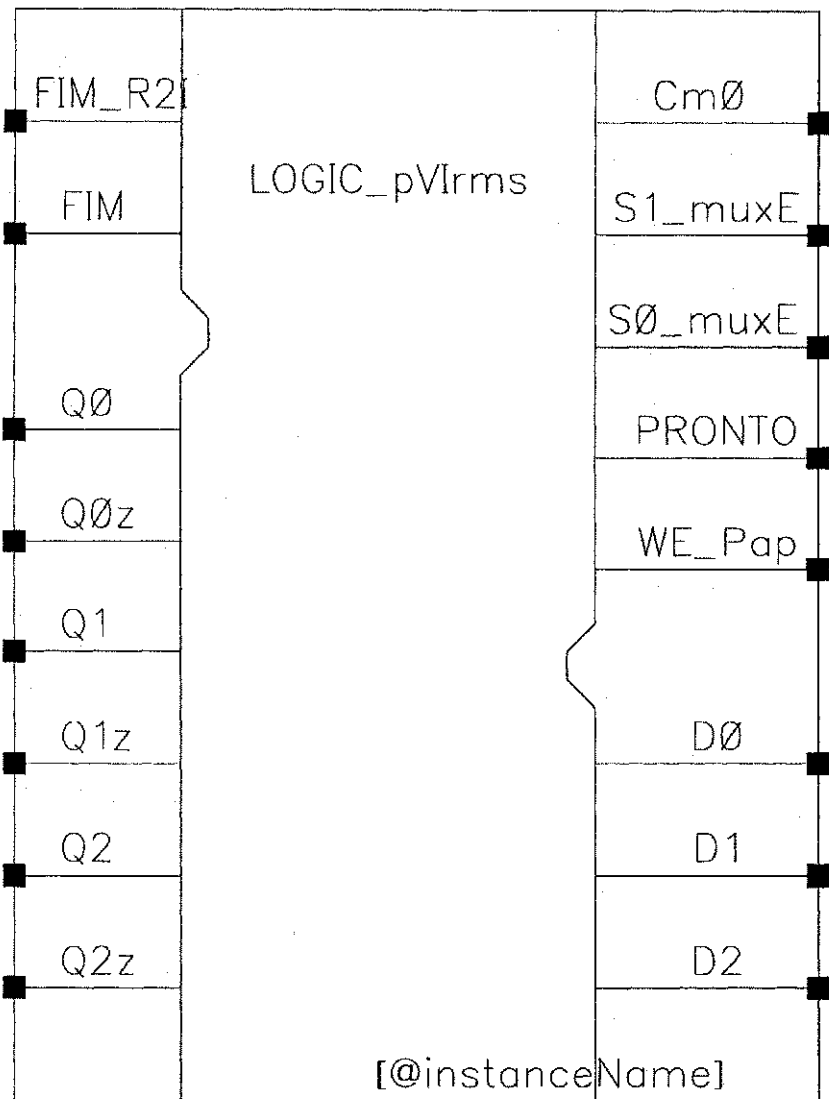 FIM_R2I
FIM
Q0
Q0z
Q1
Q1z
Q2
Q2z
LOGIC_pVIrms
Cm0
S1_muxE
S0_muxE
PRONTO
WE_Pap
D0
D1
D2
[@instanceName]